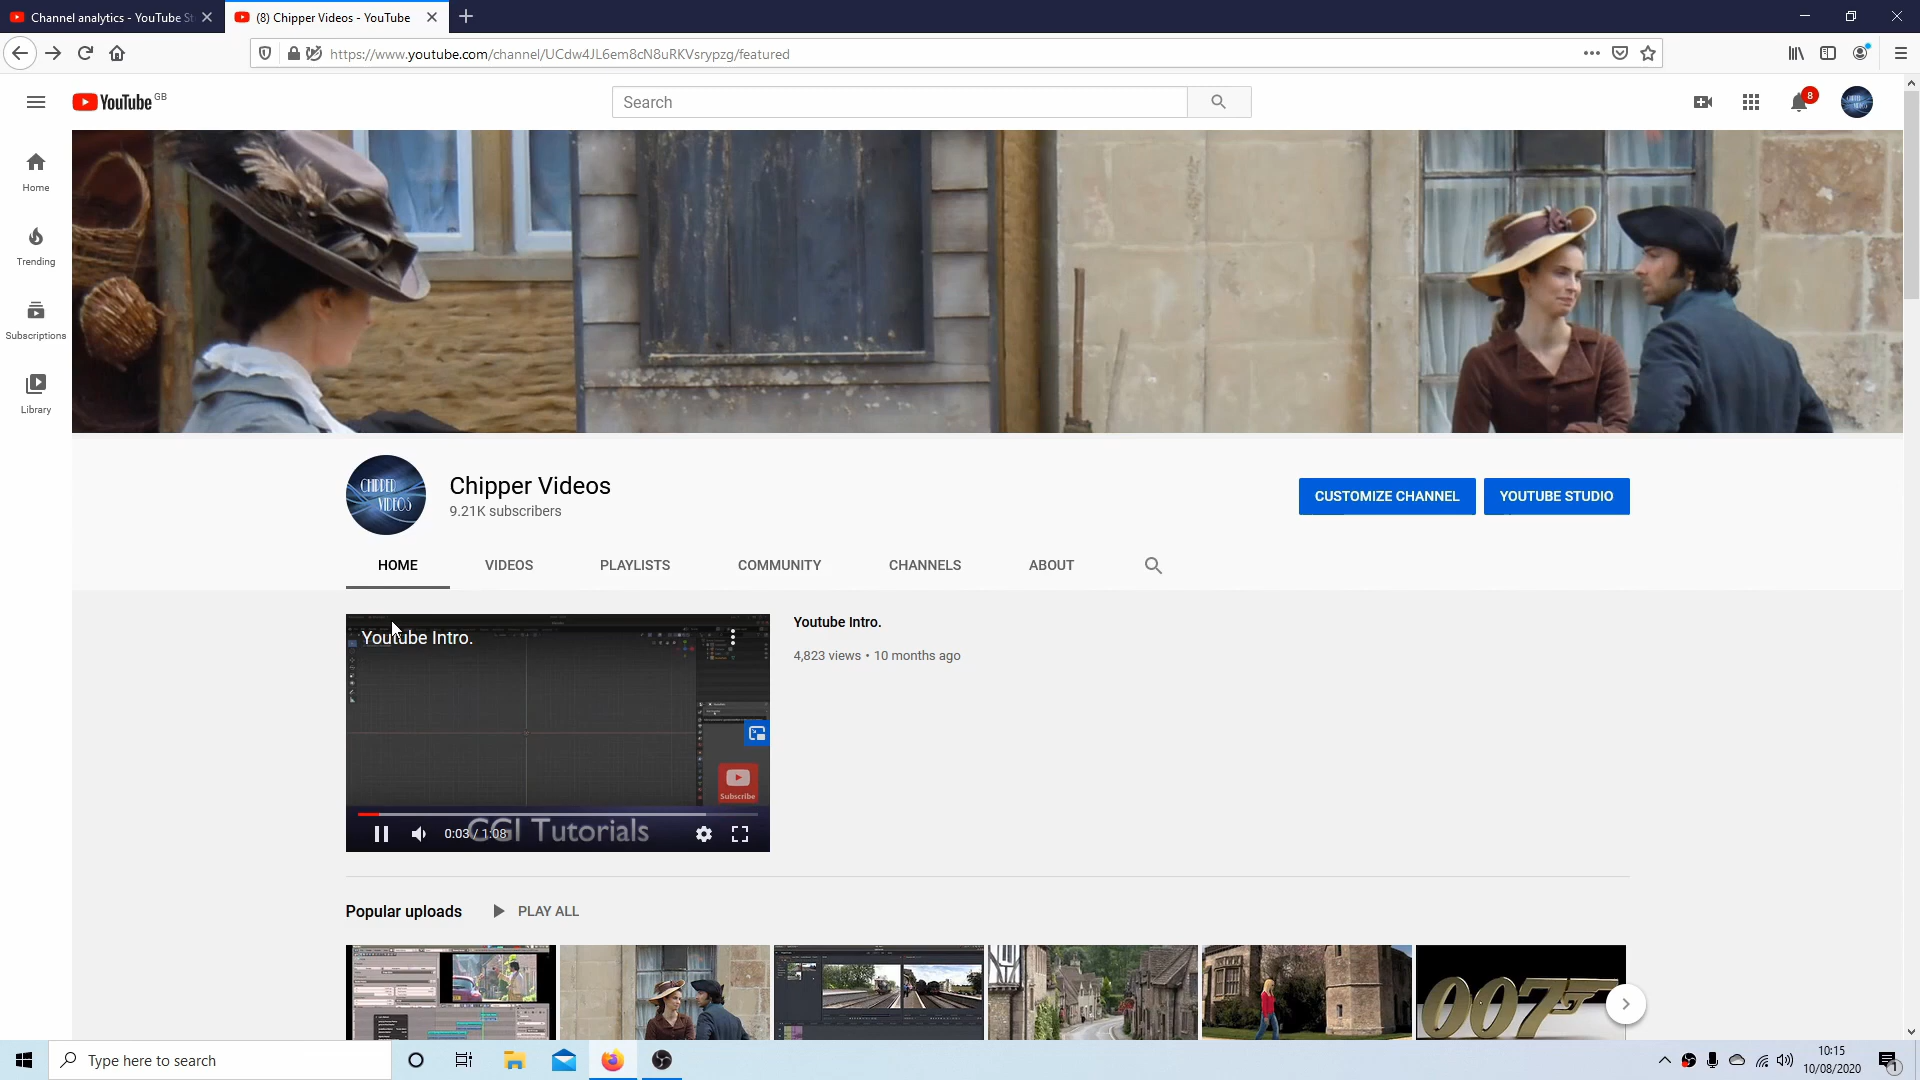 Channel analytics - YouTube St
(8) Chipper Videos - YouTube
https://www.youtube.com/channel/UCdw4JL6em8cN8uRKVsrypzg/featured
YouTube GB
Search
8
Home
Trending
Subscriptions
Library
CHIPPER
VIDEOS
Chipper Videos
9.21K subscribers
CUSTOMIZE CHANNEL
YOUTUBE STUDIO
HOME
VIDEOS
PLAYLISTS
COMMUNITY
CHANNELS
ABOUT
Youtube Intro.
Subscribe
0:03 / 1:08
CGI Tutorials
Youtube Intro.
4,823 views • 10 months ago
Popular uploads
PLAY ALL
007
Type here to search
10:15
10/08/2020
1